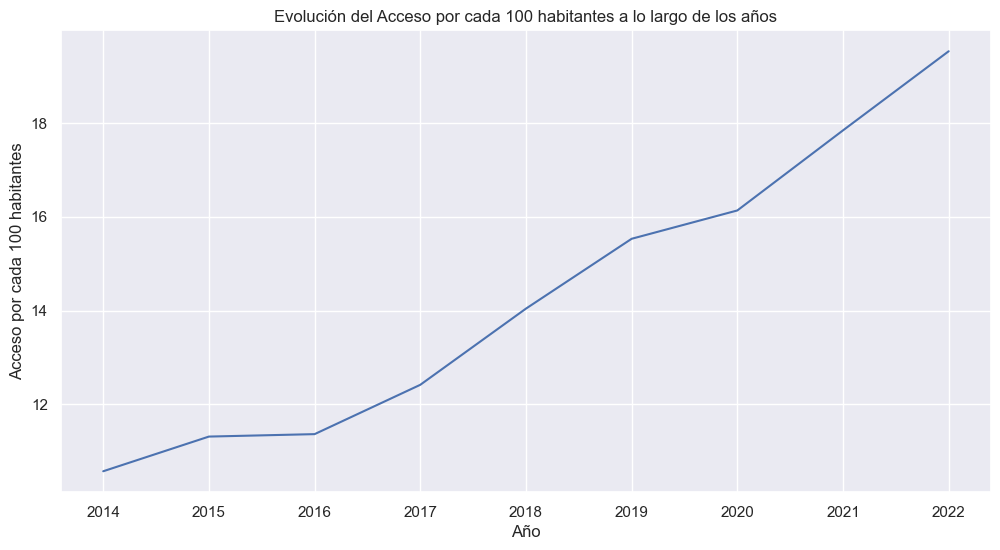 Evolución del Acceso por cada 100 habitantes a lo largo de los años
Acceso por cada 100 habitantes
18
16
14
12
2014 2015 2016 2017 2018 2019 2020 2021 2022
Año